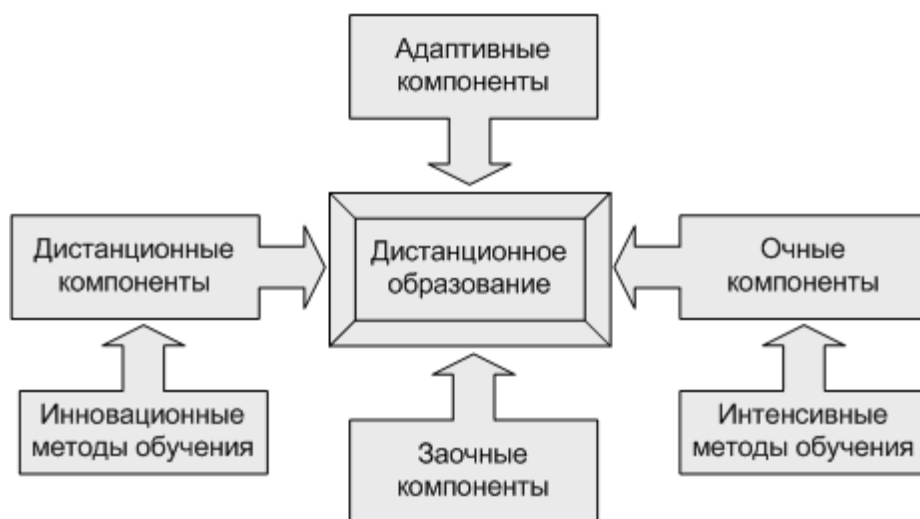 Адаптивные
компоненты
Дистанционные
компоненты
Дистанционное
образование
Очные
компоненты
Инновационные
методы обучения
Заочные
компоненты
Интенсивные
методы обучения